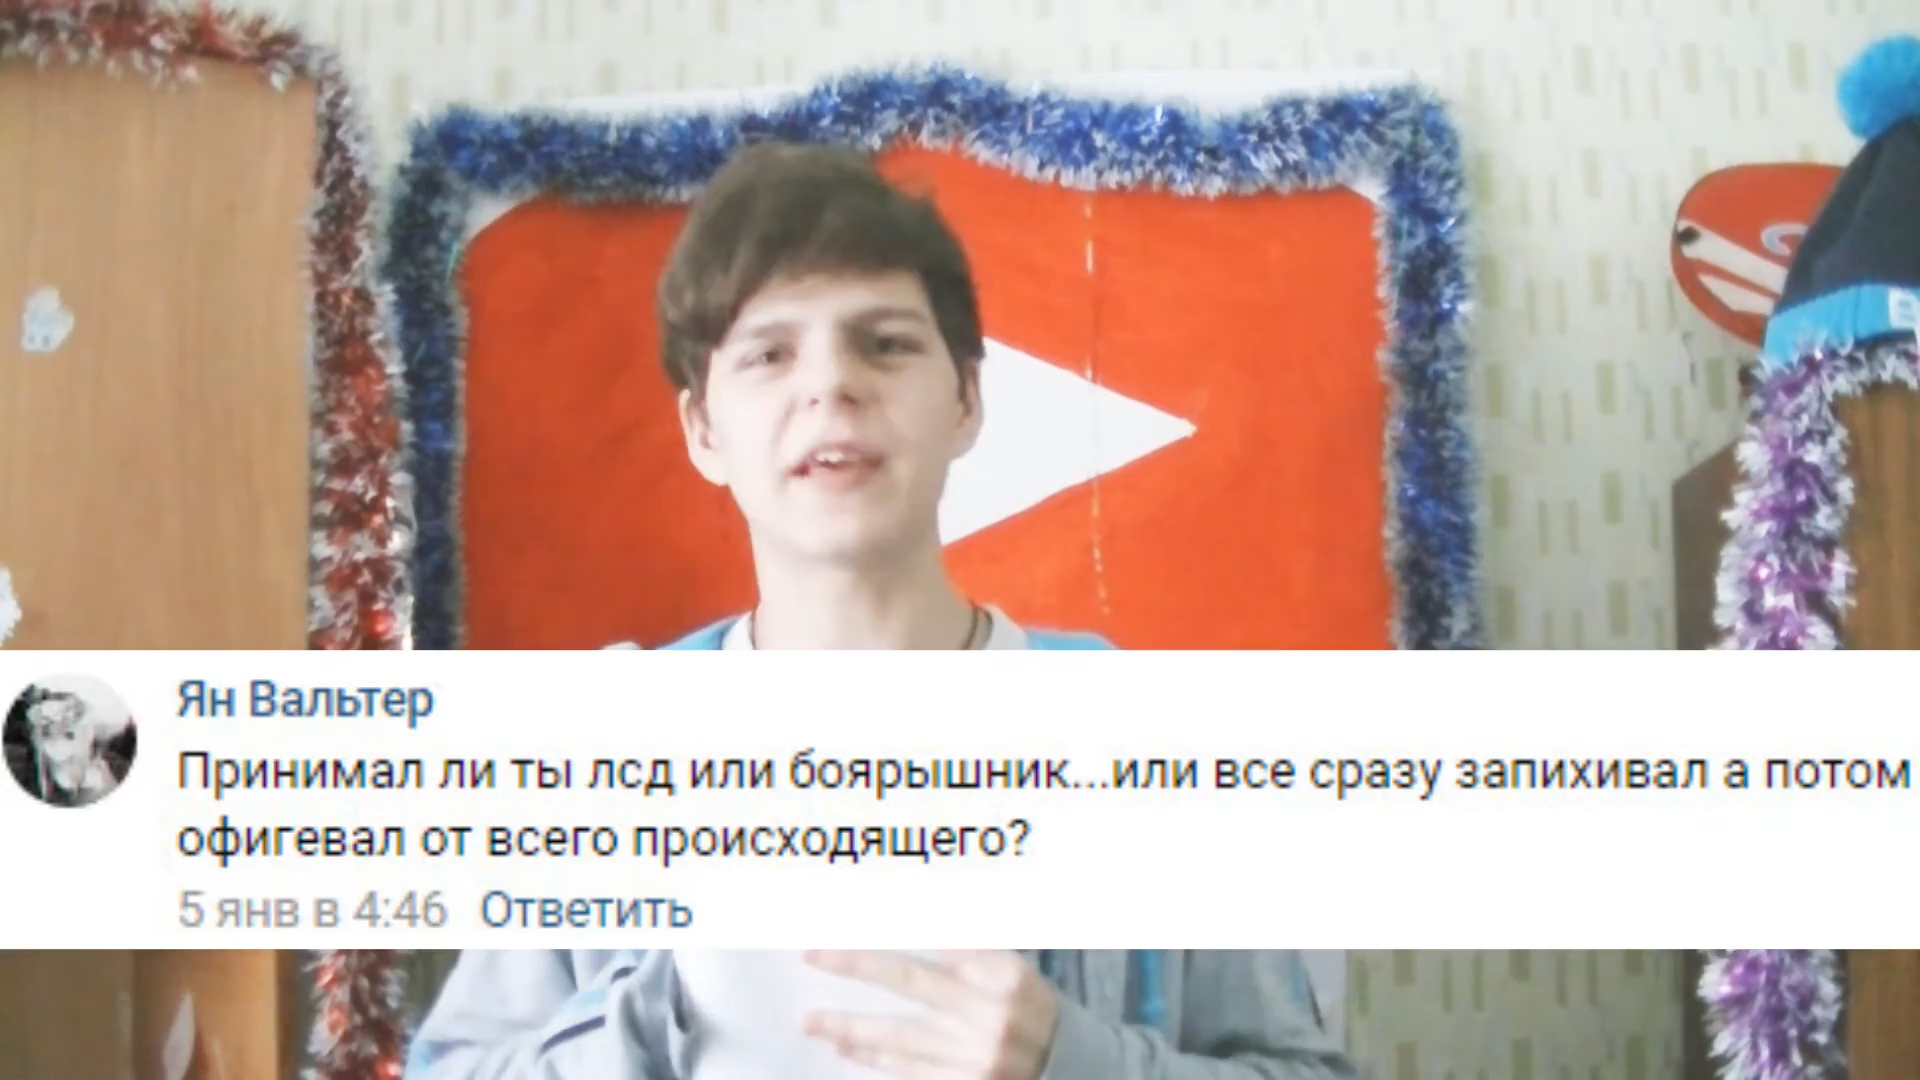 Ян Вальтер
Принимал ли ты лсд или боярышник...или все сразу запихивал а потом
офигевал от всего происходящего?
5 янв в 4:46 Ответить